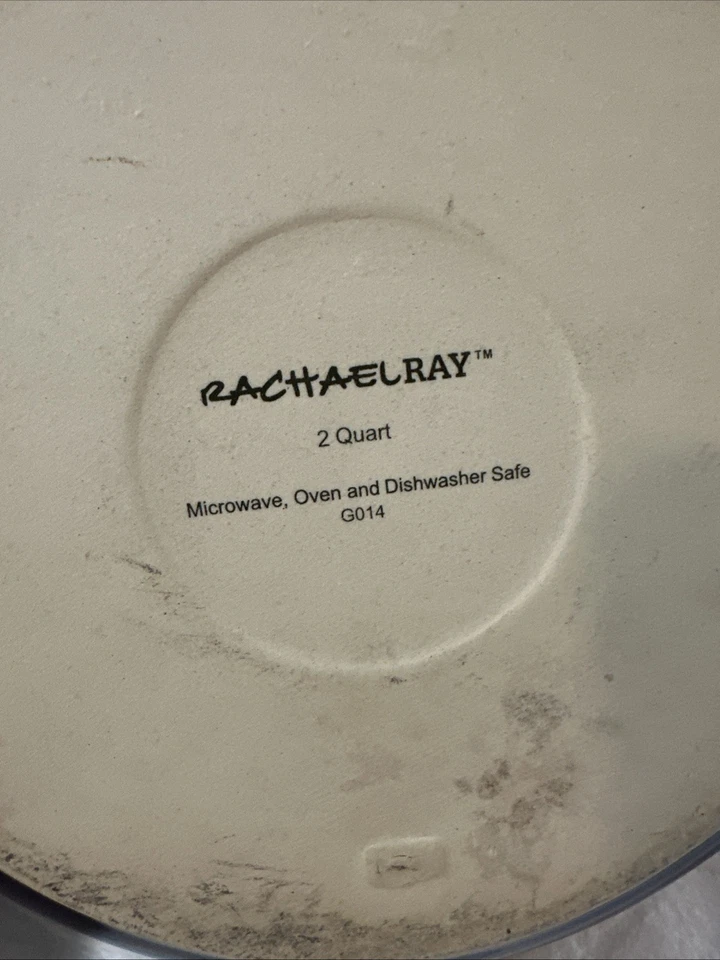 RACHAELRAY™
2 Quart
Microwave, Oven and Dishwasher Safe
G014